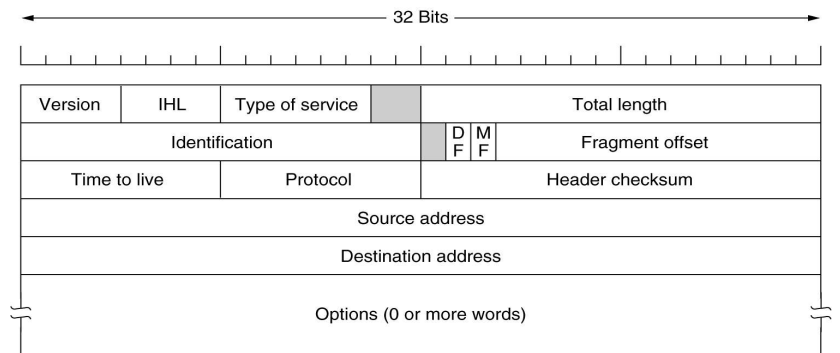 32 Bits
Version IHL Type of service Total length
Identification D F M F Fragment offset
Time to live Protocol Header checksum
Source address
Destination address
Options (0 or more words)